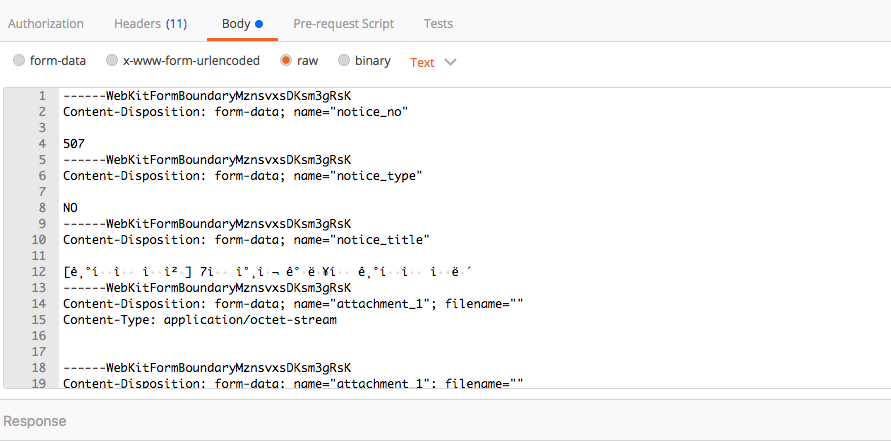 Authorization Headers (11) Body Pre-request Script Tests
form-data x-www-form-urlencoded raw binary Text
1 ------WebKitFormBoundaryMznsvxsDKsm3gRsK
2 Content-Disposition: form-data; name="notice_no"
3
4 507
5 ------WebKitFormBoundaryMznsvxsDKsm3gRsK
6 Content-Disposition: form-data; name="notice_type"
7
8 NO
9 ------WebKitFormBoundaryMznsvxsDKsm3gRsK
10 Content-Disposition: form-data; name="notice_title"
11
12
13 ------WebKitFormBoundaryMznsvxsDKsm3gRsK
14 Content-Disposition: form-data; name="attachment_1"; filename=""
15 Content-Type: application/octet-stream
16
17
18 ------WebKitFormBoundaryMznsvxsDKsm3gRsK
19 Content-Disposition: form-data; name="attachment_1"; filename=""
Response